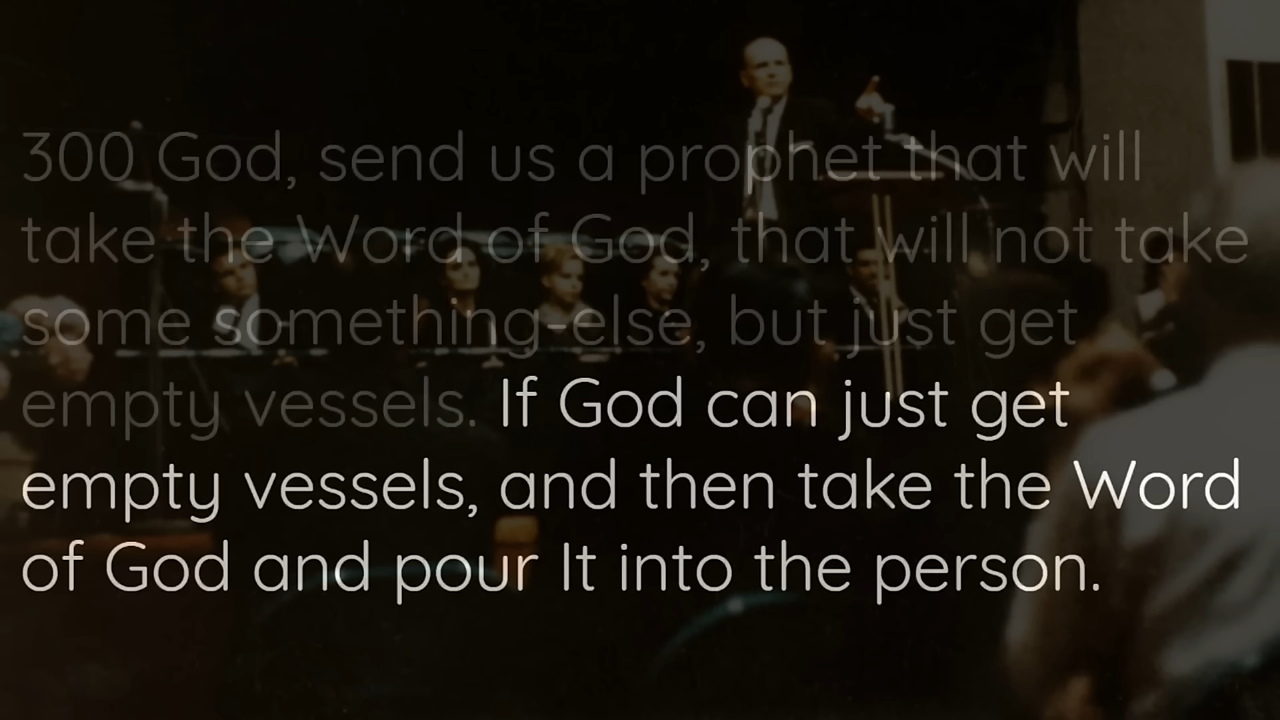 300 God, send us a prophet that will
take the Word of God, that will not take
some something-else, but just get
empty vessels. If God can just get
empty vessels, and then take the Word
of God and pour It into the person.